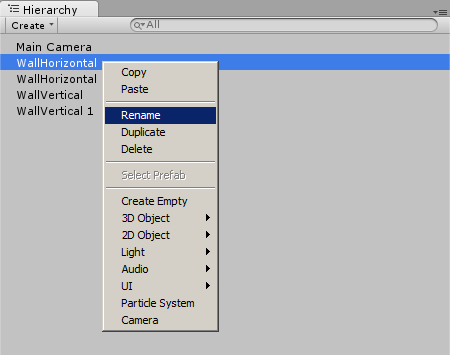 Hierarchy
Create
All
Main Camera
WallHorizontal
WallHorizontal
WallVertical
WallVertical 1
Copy
Paste
Rename
Duplicate
Delete
Select Prefab
Create Empty
3D Object
2D Object
Light
Audio
UI
Particle System
Camera